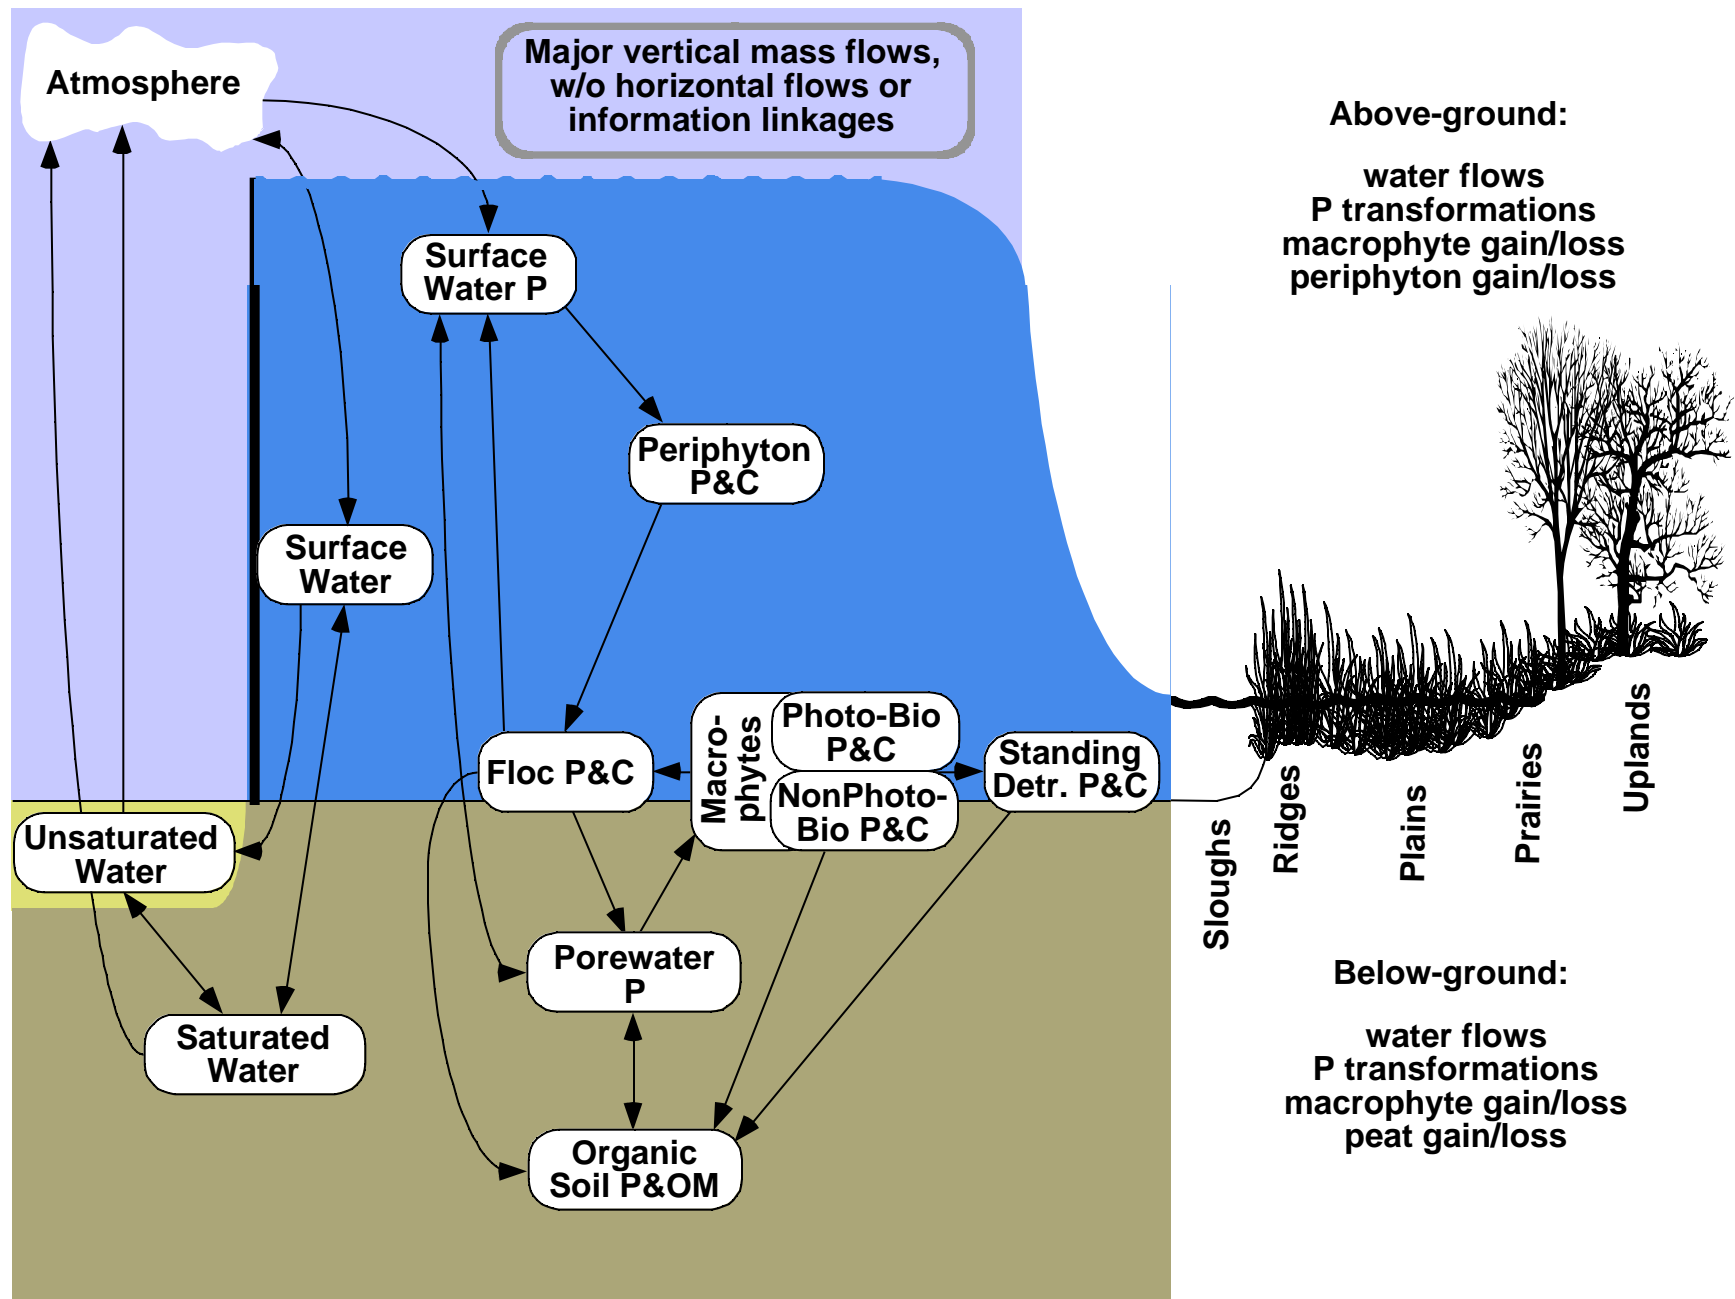 Atmosphere
Major vertical mass flows,
w/o horizontal flows or
information linkages
Above-ground:
water flows
P transformations
macrophyte gain/loss
periphyton gain/loss
Surface
Water P
Periphyton
P&C
Surface
Water
Floc P&C
Macro-
phytes
Photo-Bio
P&C
NonPhoto-
Bio P&C
Standing
Detr. P&C
Unsaturated
Water
Saturated
Water
Porewater
P
Organic
Soil P&OM
Sloughs
Ridges
Plains
Prairies
Uplands
Below-ground:
water flows
P transformations
macrophyte gain/loss
peat gain/loss